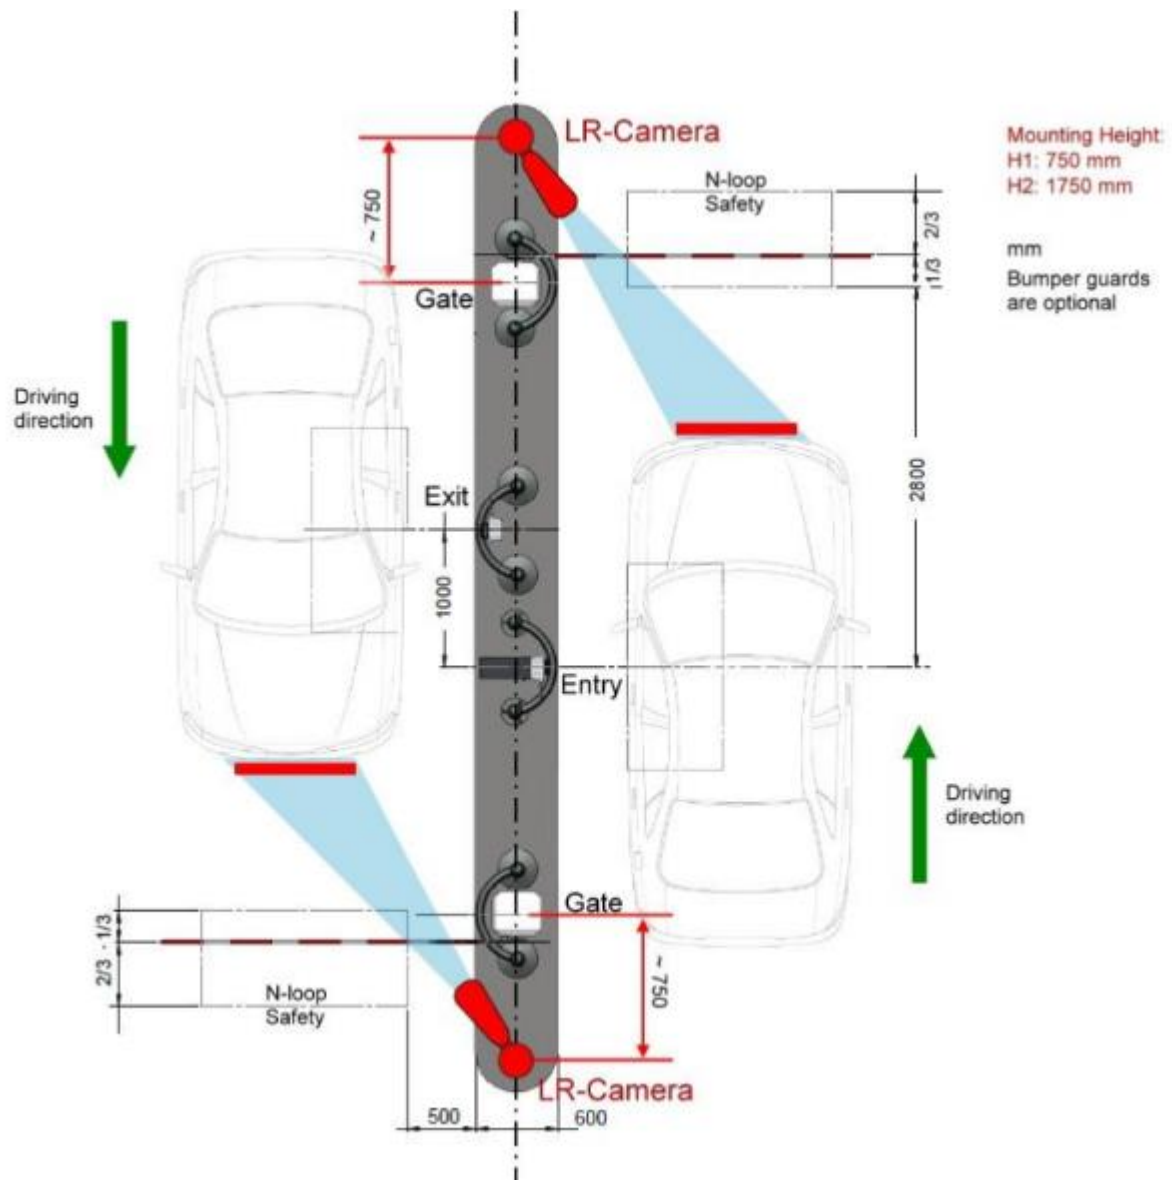 LR-Camera
Mounting Height:
H1: 750 mm
H2: 1750 mm
mm
Bumper guards
are optional
N-loop
Safety
2/3
1/3
~ 750
Gate
Driving
direction
Exit
1000
2800
Entry
Driving
direction
Gate
1/3
2/3
N-loop
Safety
~ 750
LR-Camera
500
600